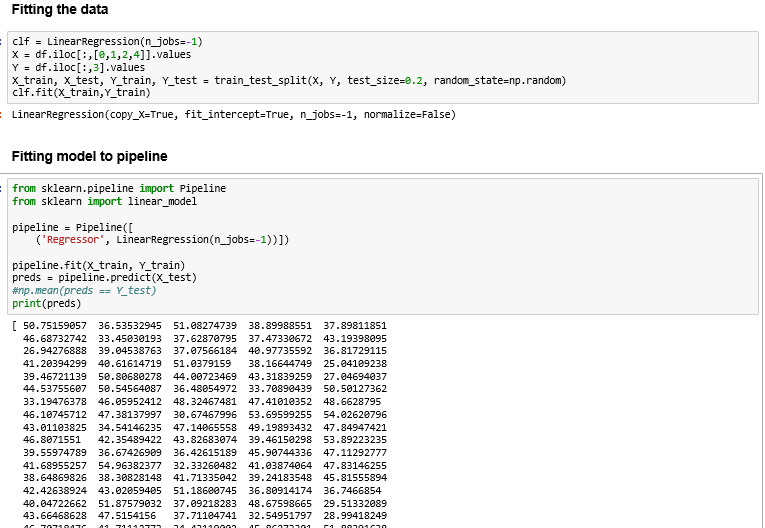 Fitting the data
clf = LinearRegression(n_jobs=-1)
X = df.iloc[:,[0,1,2,4]].values
Y = df.iloc[:,3].values
X_train, X_test, Y_train, Y_test = train_test_split(X, Y, test_size=0.2, random_state=np.random)
clf.fit(X_train,Y_train)
LinearRegression(copy_X=True, fit_intercept=True, n_jobs=-1, normalize=False)
Fitting model to pipeline
from sklearn.pipeline import Pipeline
from sklearn import linear_model
pipeline = Pipeline([
('Regressor', LinearRegression(n_jobs=-1))])
pipeline.fit(X_train, Y_train)
preds = pipeline.predict(X_test)
#np.mean(preds == Y_test)
print(preds)
[ 50.75159057 36.53532945 51.08274739 38.89988551 37.89811851
46.68732742 33.45030193 37.62870795 37.47330672 43.19398095
26.94276888 39.04538763 37.07566184 40.97735592 36.81729115
41.20394299 40.61614719 51.0379159 38.16644749 25.04109238
39.46721139 50.80680278 44.00723469 43.31839259 27.04694037
44.53755607 50.54564087 36.48054972 33.70890439 50.50127362
33.19476378 46.05952412 48.32467481 47.41010352 48.6628795
46.10745712 47.38137997 30.67467996 53.69599255 54.02620796
43.01103825 34.54146235 47.14065558 49.19893432 47.84947421
46.8071551 42.35489422 43.82683074 39.46150298 53.89223235
39.55974789 36.67426909 36.42615189 45.90744336 47.11292777
41.68955257 54.96382377 32.33260482 41.03874064 47.83146255
38.64869826 38.30828148 41.71335042 39.24183548 45.81555894
42.42638924 43.02059405 51.18600745 36.80914174 36.7466854
40.04722662 51.87579032 37.09218283 48.67598665 29.51332089
43.66468628 47.5154156 37.71104741 32.54951797 28.99418249